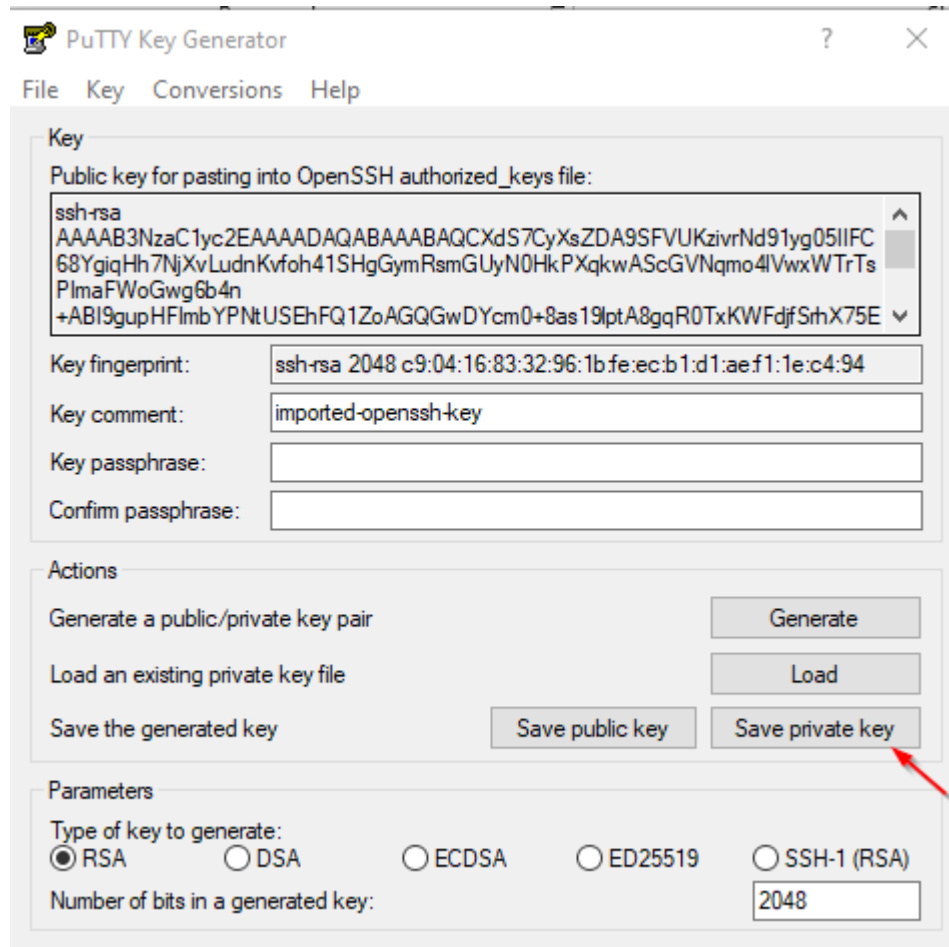 PuTTY Key Generator
File Key Conversions Help
Key
Public key for pasting into OpenSSH authorized_keys file:
ssh-rsa
AAAAB3NzaC1yc2EAAAADAQABAAABAQCXdS7CyXsZDA9SFVUKzivrNd91yg05IIFC
68YgiqHh7NjXvLudnKvfoh41SHgGymRsmGUyN0HkPXqkwAScGVNqmo4lVwxWTrTs
PImaFWoGwg6b4n
+ABI9gupHFImbYPNtUSEhFQ1ZoAGQGwDYcm0+8as19lptA8gqR0TxKWFdjfSrhX75E
Key fingerprint: ssh-rsa 2048 c9:04:16:83:32:96:1b:fe:ec:b1:d1:ae:f1:1e:c4:94
Key comment: imported-openssh-key
Key passphrase:
Confirm passphrase:
Actions
Generate a public/private key pair Generate
Load an existing private key file Load
Save the generated key Save public key Save private key
Parameters
Type of key to generate:
RSA DSA ECDSA ED25519 SSH-1 (RSA)
Number of bits in a generated key: 2048